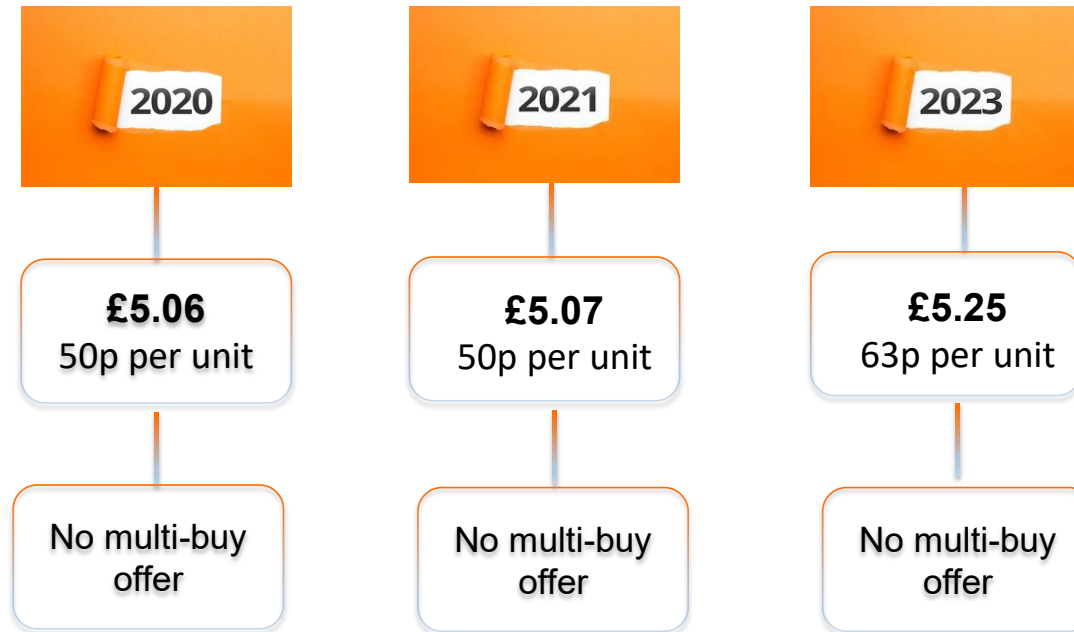 2020
2021
2023
£5.06
50p per unit
£5.07
50p per unit
£5.25
63p per unit
No multi-buy
offer
No multi-buy
offer
No multi-buy
offer